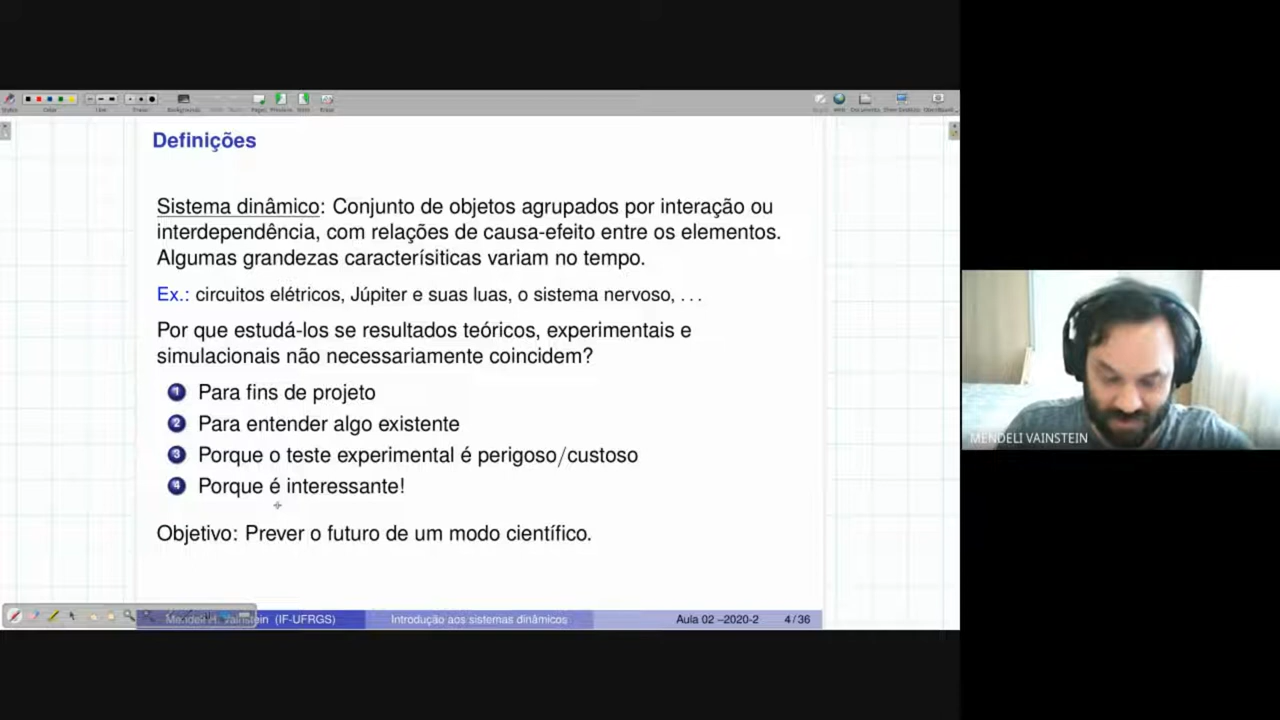 Definições
Sistema dinâmico: Conjunto de objetos agrupados por interação ou
interdependência, com relações de causa-efeito entre os elementos.
Algumas grandezas caracterísiticas variam no tempo.
Ex.: circuitos elétricos, Júpiter e suas luas, o sistema nervoso, ...
Por que estudá-los se resultados teóricos, experimentais e
simulacionais não necessariamente coincidem?
1 Para fins de projeto
2 Para entender algo existente
3 Porque o teste experimental é perigoso/custoso
4 Porque é interessante!
Objetivo: Prever o futuro de um modo científico.
MENDELI VAINSTEIN
Mendeli H. Vainstein (IF-UFRGS) Introdução aos sistemas dinâmicos Aula 02 –2020-2 4/36